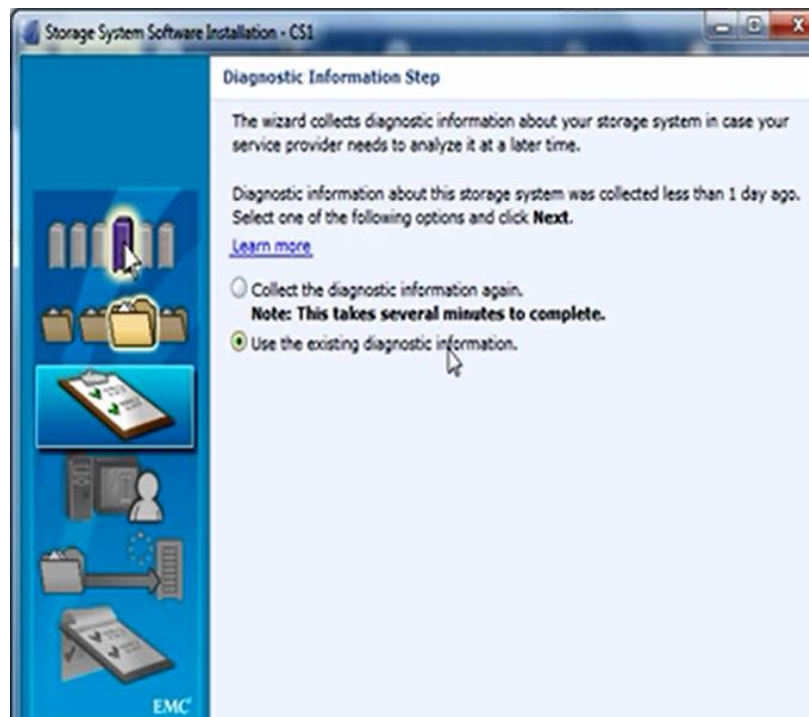 Storage System Software Installation - CS1
Diagnostic Information Step
The wizard collects diagnostic information about your storage system in case your
service provider needs to analyze it at a later time.
Diagnostic information about this storage system was collected less than 1 day ago.
Select one of the following options and click Next.
Learn more
Collect the diagnostic information again.
Note: This takes several minutes to complete.
Use the existing diagnostic information.
EMC²